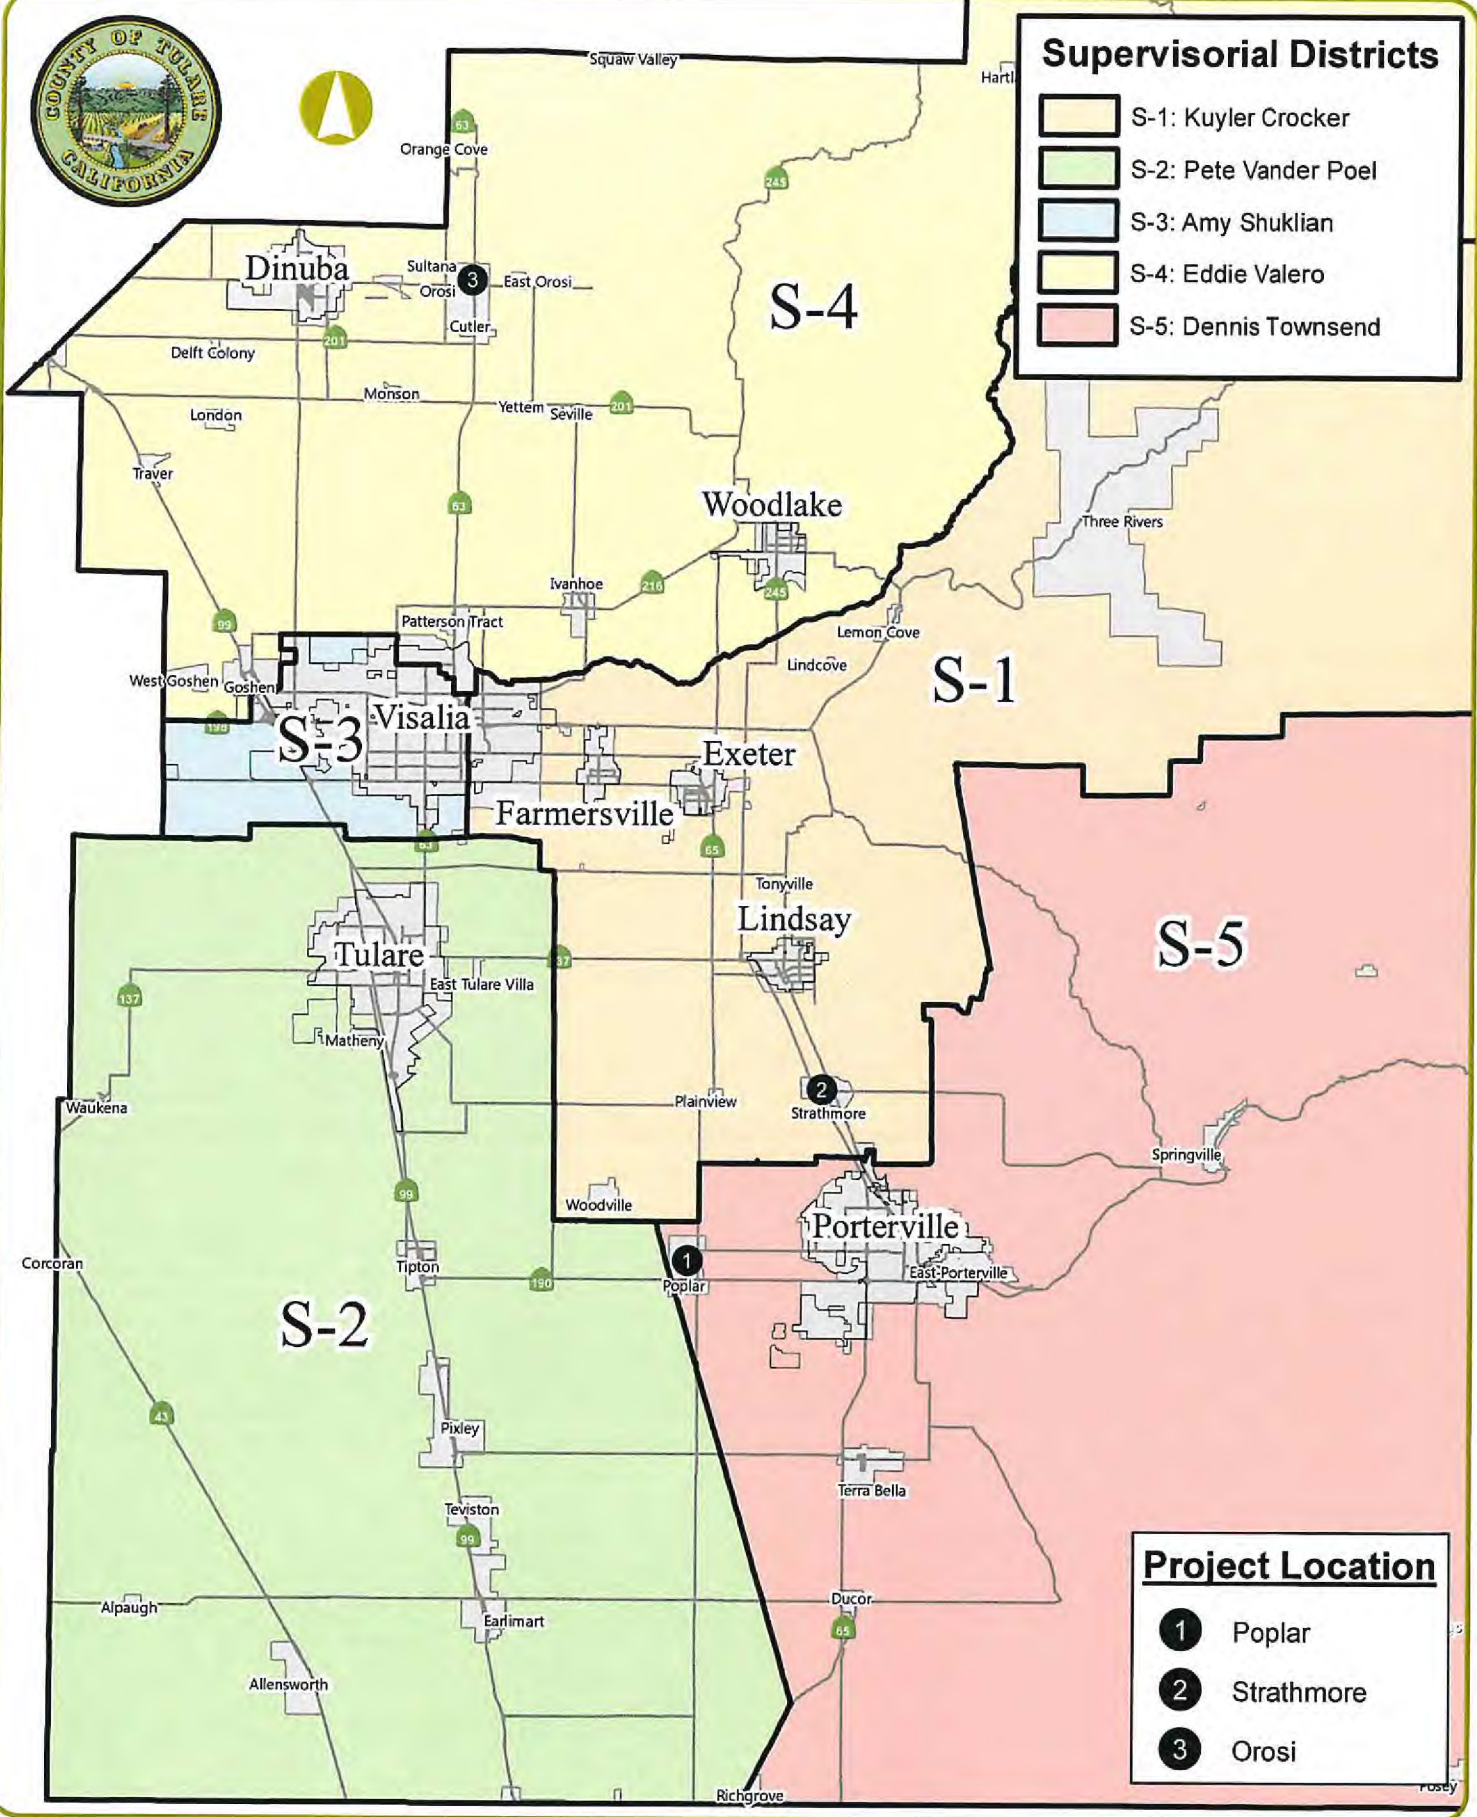 COUNTY OF TULARE
CALIFORNIA
Supervisorial Districts
S-1: Kuyler Crocker
S-2: Pete Vander Poel
S-3: Amy Shuklian
S-4: Eddie Valero
S-5: Dennis Townsend
Squaw Valley
63
Orange Cove
245
Dinuba
Sultana
Orosi
3
East Orosi
Cutler
S-4
201
Delft Colony
Monson
London
Yettem
Seville
201
Traver
63
Woodlake
Three Rivers
Ivanhoe
216
245
99
Patterson Tract
Lemon Cove
Lindcove
West Goshen
Goshen
S-1
198
S-3
Visalia
Exeter
Farmersville
63
65
Tonyville
Lindsay
S-5
Tulare
137
East Tulare Villa
137
Matheny
Waukena
Plainview
2
Strathmore
Springville
99
Woodville
Porterville
Corcoran
Tipton
190
1
Poplar
East Porterville
S-2
43
Pixley
Terra Bella
Teviston
99
Alpaugh
Earlimart
Ducor
65
Allensworth
Richgrove
Project Location
1 Poplar
2 Strathmore
3 Orosi
Posey